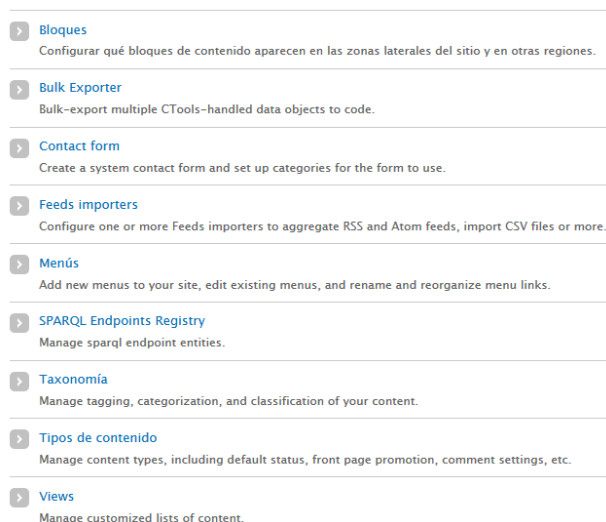 Bloques
Configurar qué bloques de contenido aparecen en las zonas laterales del sitio y en otras regiones.
Bulk Exporter
Bulk-export multiple CTools-handled data objects to code.
Contact form
Create a system contact form and set up categories for the form to use.
Feeds importers
Configure one or more Feeds importers to aggregate RSS and Atom feeds, import CSV files or more.
Menús
Add new menus to your site, edit existing menus, and rename and reorganize menu links.
SPARQL Endpoints Registry
Manage sparql endpoint entities.
Taxonomía
Manage tagging, categorization, and classification of your content.
Tipos de contenido
Manage content types, including default status, front page promotion, comment settings, etc.
Views
Manage customized lists of content.